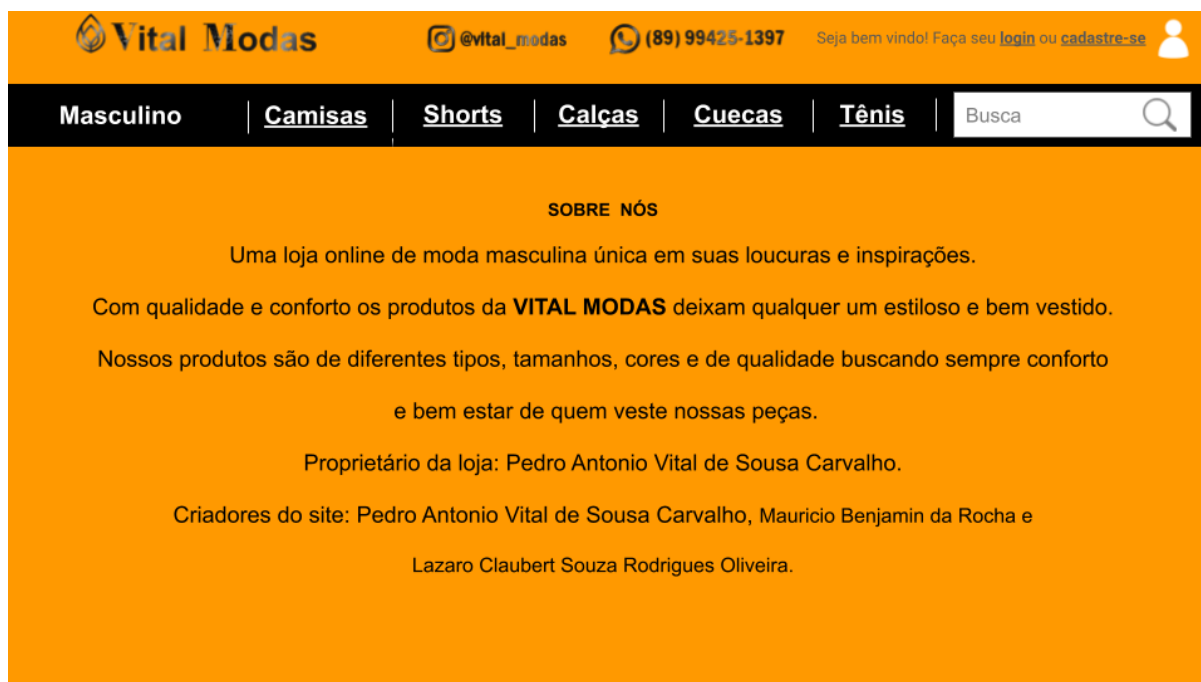 Vital Modas
@vital_modas
(89) 99425-1397
Seja bem vindo! Faça seu login ou cadastre-se
Masculino
Camisas
Shorts
Calças
Cuecas
Tênis
Busca
SOBRE NÓS
Uma loja online de moda masculina única em suas loucuras e inspirações.
Com qualidade e conforto os produtos da VITAL MODAS deixam qualquer um estiloso e bem vestido.
Nossos produtos são de diferentes tipos, tamanhos, cores e de qualidade buscando sempre conforto
e bem estar de quem veste nossas peças.
Proprietário da loja: Pedro Antonio Vital de Sousa Carvalho.
Criadores do site: Pedro Antonio Vital de Sousa Carvalho, Mauricio Benjamin da Rocha e
Lazaro Claubert Souza Rodrigues Oliveira.